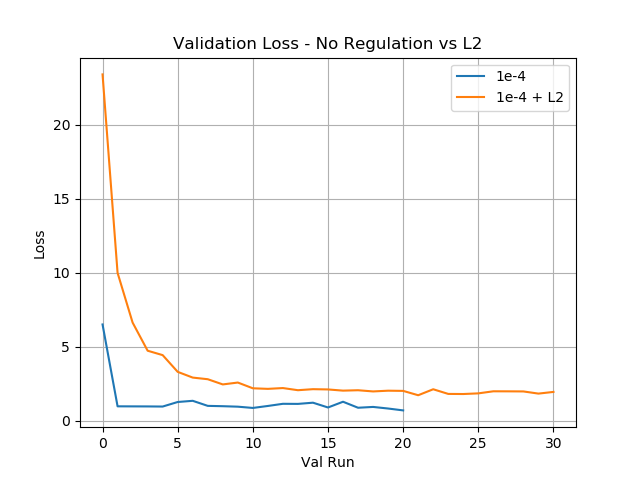 Validation Loss - No Regulation vs L2
1e-4
1e-4 + L2
Loss
20
15
10
5
0
0 5 10 15 20 25 30
Val Run